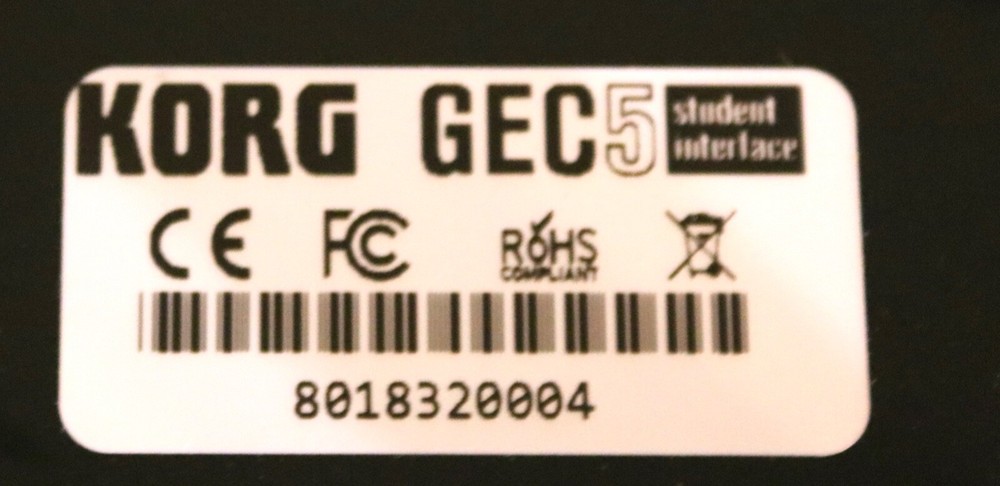 KORG GEC5 student interface
CE FC RoHS COMPLIANT
8018320004